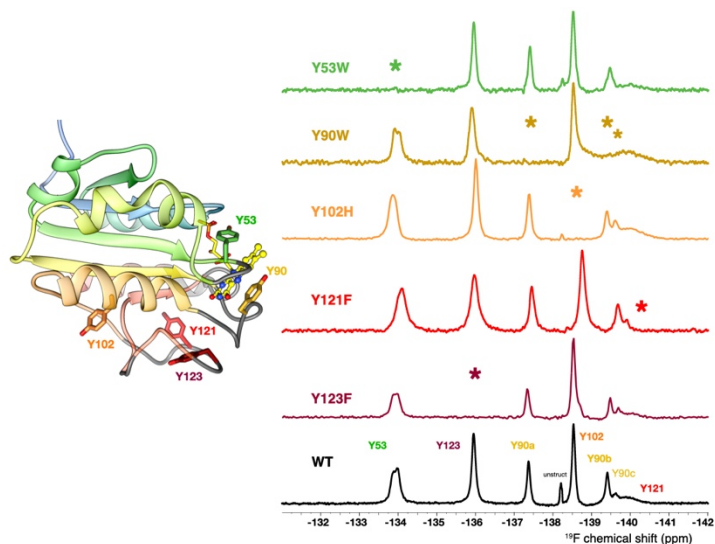 Y53
Y90
Y102
Y121
Y123
Y53W
*
Y90W
* * *
Y102H
*
Y121F
*
Y123F
*
WT
Y53
Y123
Y90a
unstruct
Y102
Y90b
Y90c
Y121
-132 -133 -134 -135 -136 -137 -138 -139 -140 -141 -142
¹⁹F chemical shift (ppm)